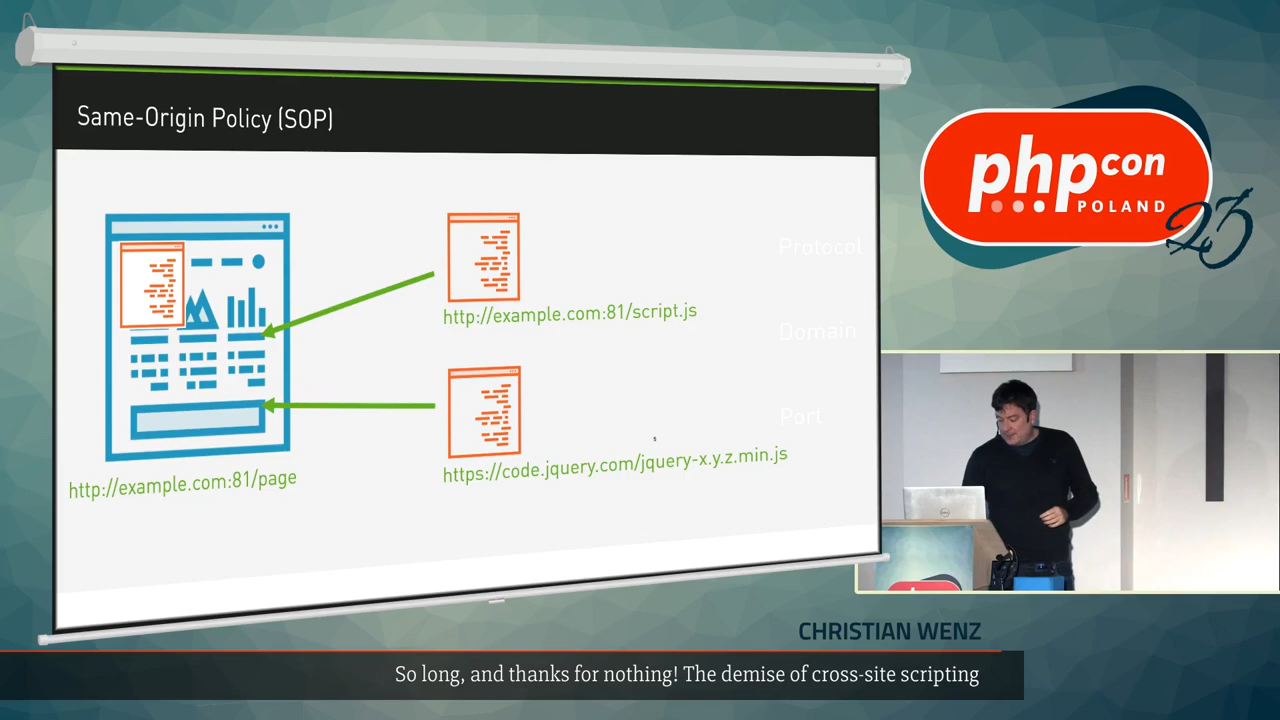 Same-Origin Policy (SOP)
Protocol
http://example.com:81/script.js
Domain
Port
https://code.jquery.com/jquery-x.y.z.min.js
http://example.com:81/page
phpcon
POLAND
23
DELL
CHRISTIAN WENZ
So long, and thanks for nothing! The demise of cross-site scripting